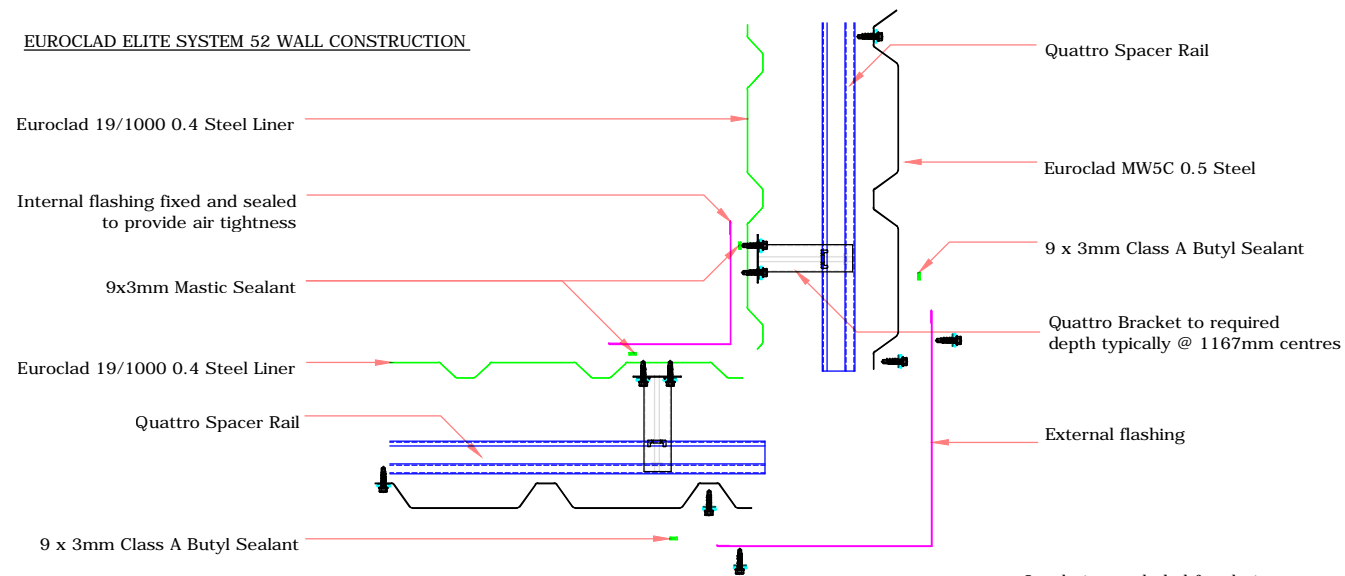 EUROCLAD ELITE SYSTEM 52 WALL CONSTRUCTION
Quattro Spacer Rail
Euroclad 19/1000 0.4 Steel Liner
Euroclad MW5C 0.5 Steel
Internal flashing fixed and sealed
to provide air tightness
9 x 3mm Class A Butyl Sealant
9x3mm Mastic Sealant
Quattro Bracket to required
depth typically @ 1167mm centres
Euroclad 19/1000 0.4 Steel Liner
Quattro Spacer Rail
External flashing
9 x 3mm Class A Butyl Sealant